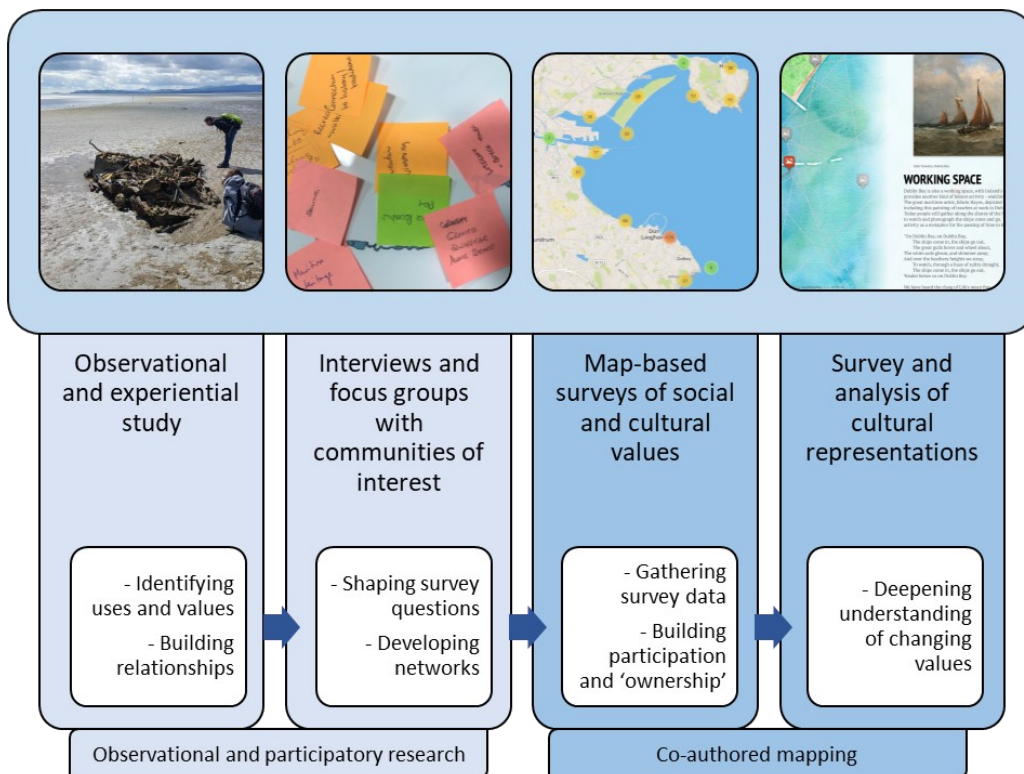 WORKING SPACE
Observational
and experiential
study
Interviews and
focus groups
with
communities of
interest
Map-based
surveys of social
and cultural
values
Survey and
analysis of
cultural
representations
- Identifying
uses and values
- Building
relationships
- Shaping survey
questions
- Developing
networks
- Gathering
survey data
- Building
participation
and ‘ownership’
- Deepening
understanding
of changing
values
Observational and participatory research
Co-authored mapping